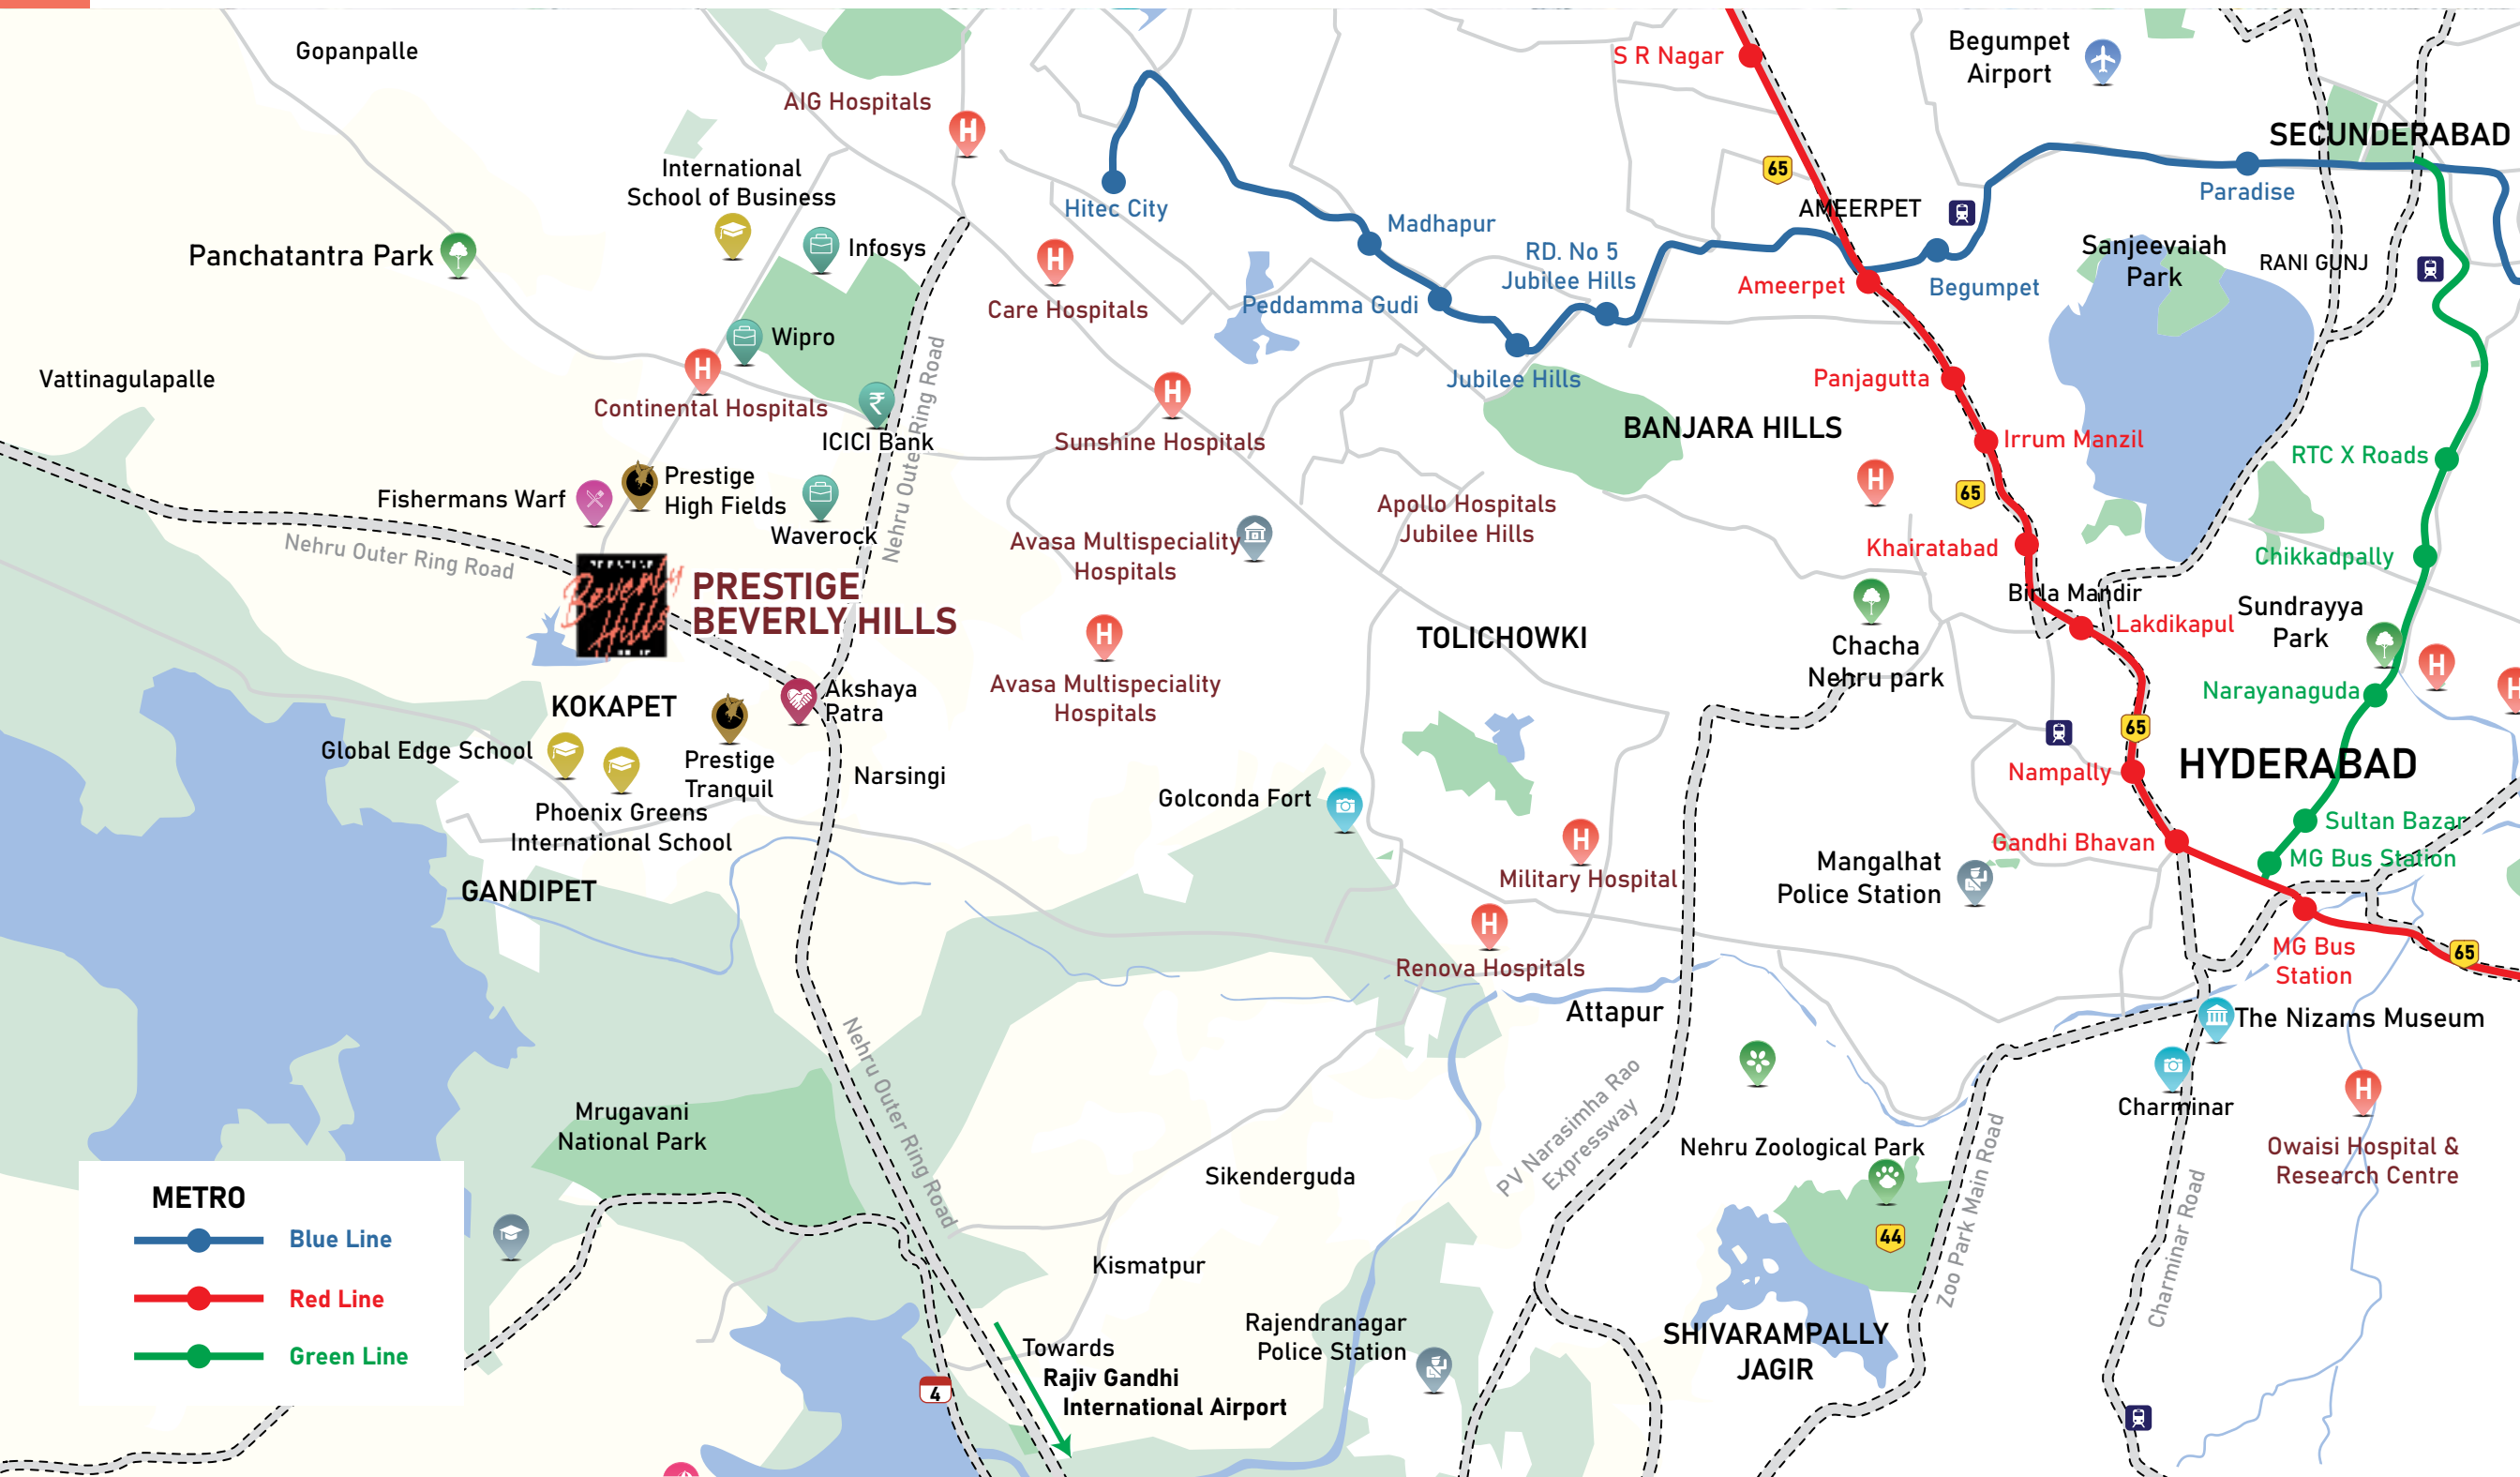 Gopanpalle
AIG Hospitals
S R Nagar
Begumpet
Airport
65
SECUNDERABAD
International
School of Business
Hitec City
Madhapur
AMEERPET
Paradise
Panchatantra Park
Infosys
RD. No 5
Jubilee Hills
Sanjeevaiah
Park
RANI GUNJ
Care Hospitals
H
H
Peddamma Gudi
Ameerpet
Begumpet
Wipro
Nehru Outer Ring Road
Vattinagulapalle
H
Continental Hospitals
₹
ICICI Bank
H
Sunshine Hospitals
Jubilee Hills
Panjagutta
BANJARA HILLS
Irrum Manzil
RTC X Roads
Fishermans Warf
Prestige
High Fields
Waverock
Apollo Hospitals
Jubilee Hills
H
65
Nehru Outer Ring Road
Avasa Multispeciality
Hospitals
Khairatabad
Chikkadpally
Beverly
Hills
PRESTIGE
BEVERLY HILLS
Birla Mandir
Lakdikapul
Sundrayya
Park
H
H
H
TOLICHOWKI
Chacha
Nehru park
Avasa Multispeciality
Hospitals
Narayanaguda
KOKAPET
Akshaya
Patra
Global Edge School
Prestige
Tranquil
Narsingi
65
Nampally
HYDERABAD
Phoenix Greens
International School
Golconda Fort
Sultan Bazar
Gandhi Bhavan
MG Bus Station
H
Military Hospital
Mangalhat
Police Station
GANDIPET
H
Renova Hospitals
MG Bus
Station
65
Attapur
The Nizams Museum
Nehru Outer Ring Road
PV Narasimha Rao
Expressway
H
Charminar
Mrugavani
National Park
Nehru Zoological Park
Zoo Park Main Road
Owaisi Hospital &
Research Centre
Sikenderguda
44
Charminar Road
METRO
Blue Line
Red Line
Green Line
Kismatpur
Rajendranagar
Police Station
SHIVARAMPALLY
JAGIR
4
Towards
Rajiv Gandhi
International Airport